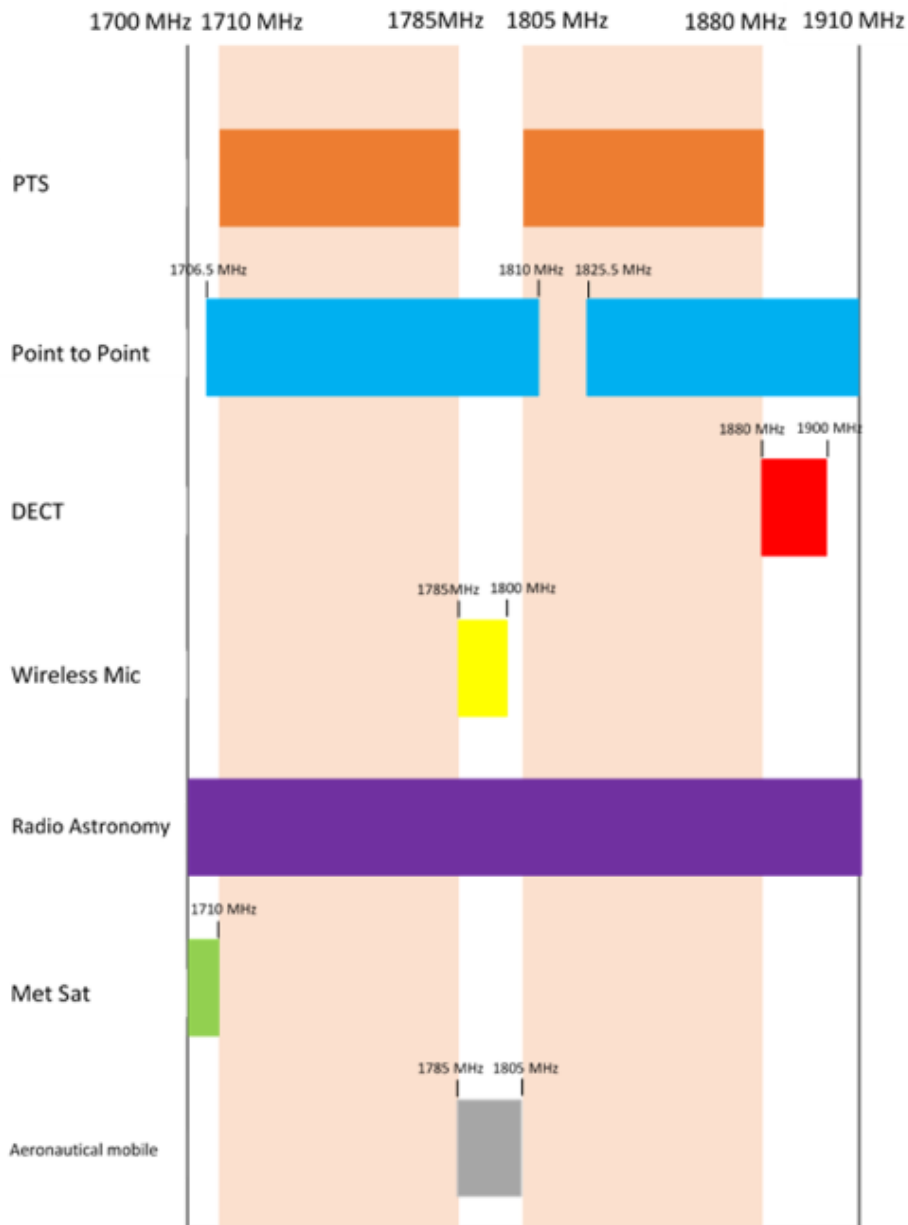 1700 MHz 1710 MHz 1785MHz 1805 MHz 1880 MHz 1910 MHz
PTS
1706.5 MHz 1810 MHz 1825.5 MHz
Point to Point
1880 MHz 1900 MHz
DECT
1785MHz 1800 MHz
Wireless Mic
Radio Astronomy
1710 MHz
Met Sat
1785 MHz 1805 MHz
Aeronautical mobile